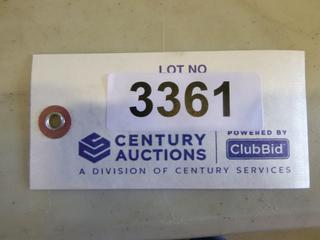 LOT NO
3361
CENTURY
AUCTIONS
POWERED BY
ClubBid
A DIVISION OF CENTURY SERVICES